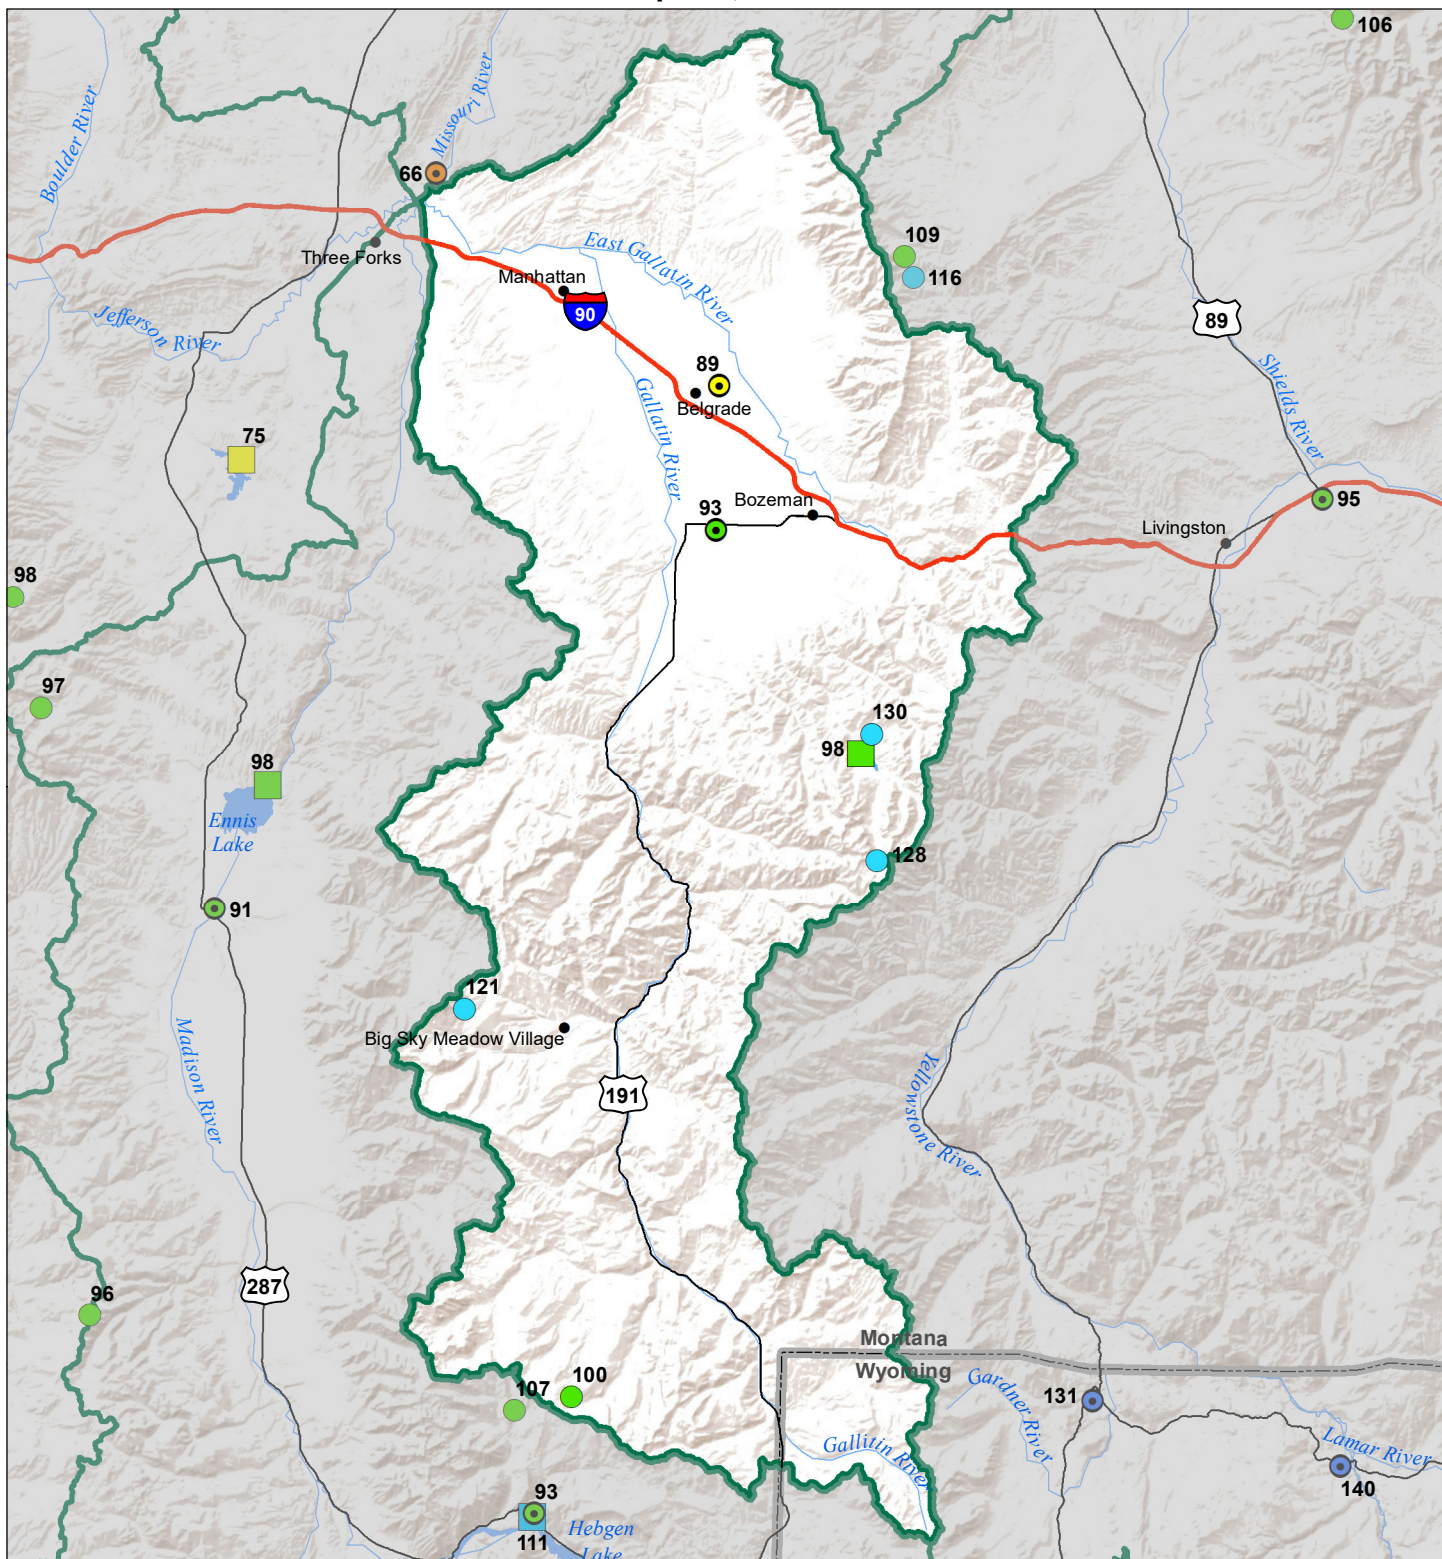 106
Missouri River
Boulder River
66
109
Three Forks
East Gallatin River
Manhattan
116
90
89
Jefferson River
89
Shields River
Belgrade
Gallatin River
75
Bozeman
93
95
Livingston
98
97
130
98
98
Ennis
Lake
128
91
121
Big Sky Meadow Village
Madison River
Yellowstone River
191
287
96
Montana
Wyoming
Gardner River
131
107
100
Gallitin River
Lamar River
140
93
111
Hebgen
Lake